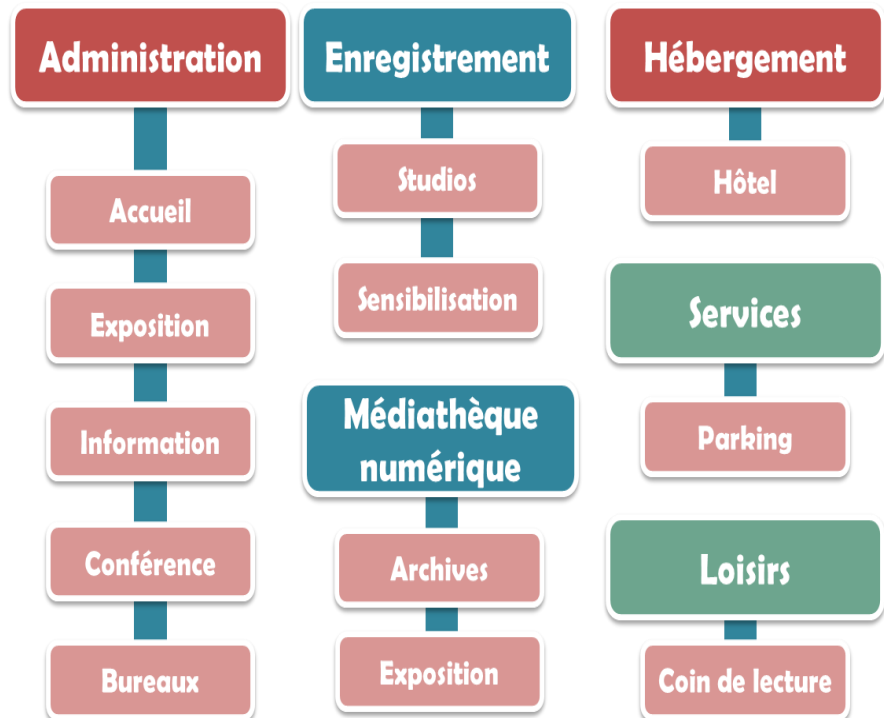 Administration
Accueil
Exposition
Information
Conférence
Bureaux
Enregistrement
Studios
Sensibilisation
Médiathèque
numérique
Archives
Exposition
Hébergement
Hôtel
Services
Parking
Loisirs
Coin de lecture